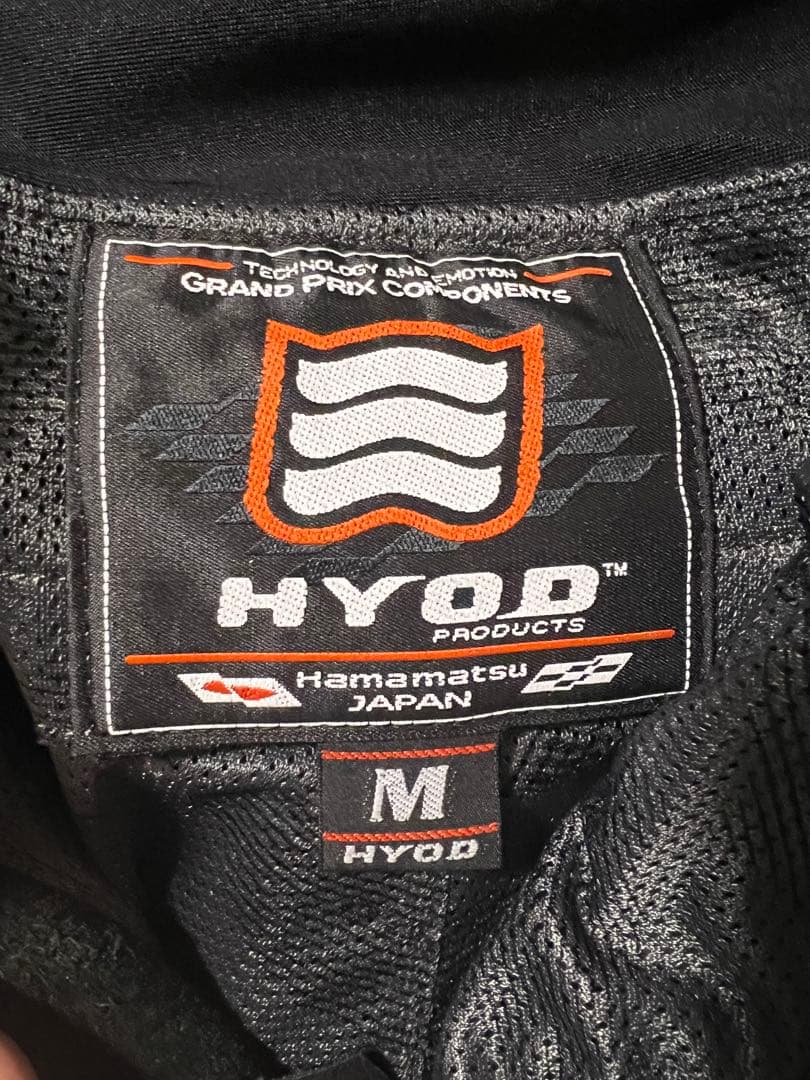 TECHNOLOGY AND EMOTION
GRAND PRIX COMPONENTS
HYOD™
PRODUCTS
Hamamatsu
JAPAN
M
HYOD